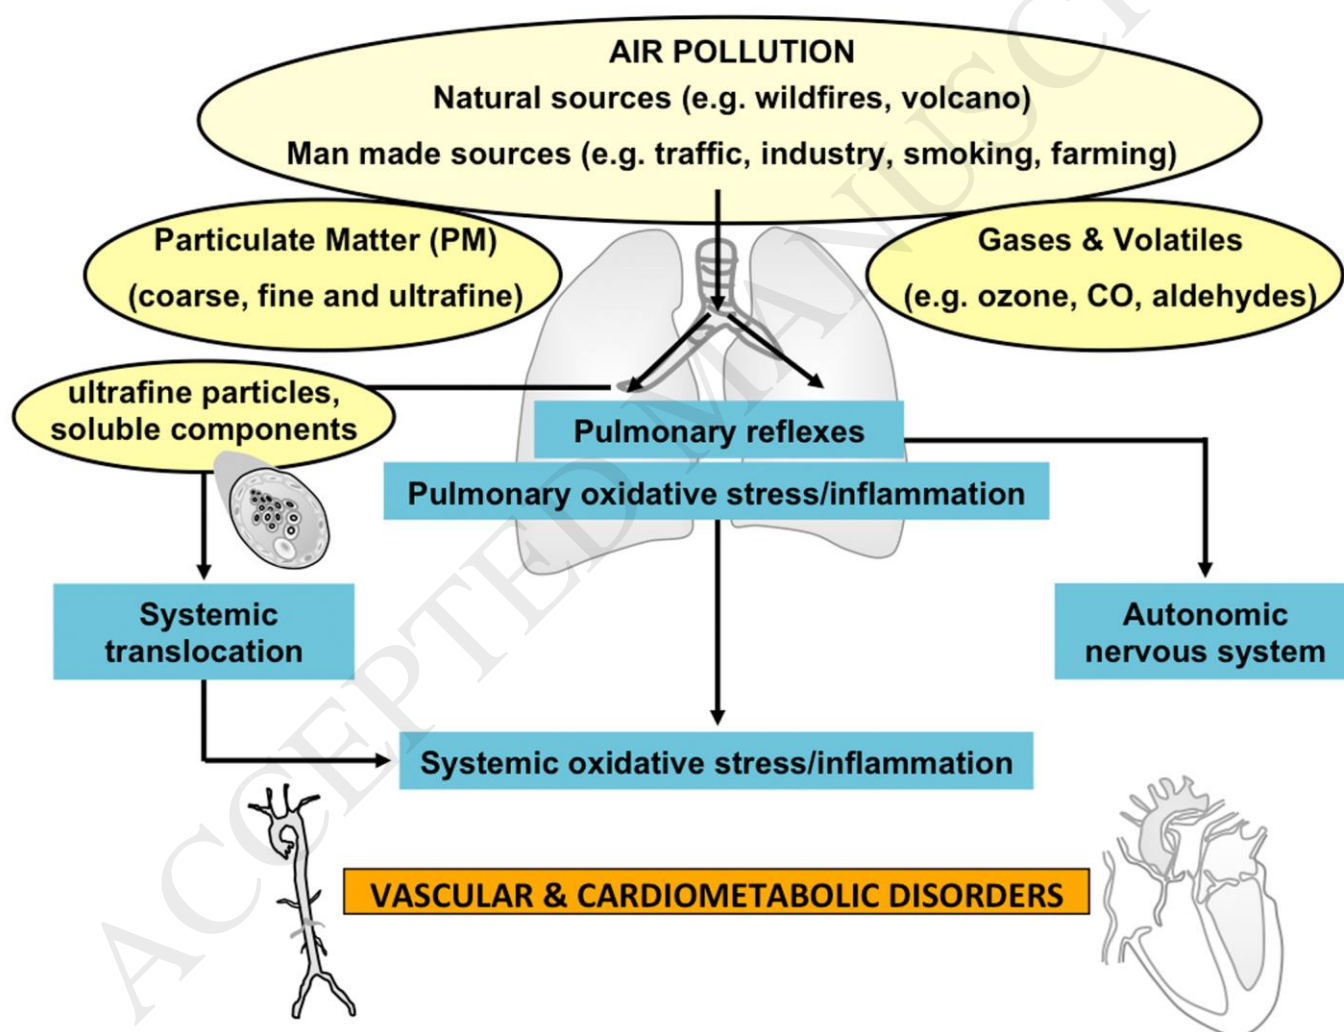 AIR POLLUTION
Natural sources (e.g. wildfires, volcano)
Man made sources (e.g. traffic, industry, smoking, farming)
Particulate Matter (PM)
(coarse, fine and ultrafine)
Gases & Volatiles
(e.g. ozone, CO, aldehydes)
ultrafine particles,
soluble components
Pulmonary reflexes
Pulmonary oxidative stress/inflammation
Systemic
translocation
Autonomic
nervous system
Systemic oxidative stress/inflammation
VASCULAR & CARDIOMETABOLIC DISORDERS
ACCEPTED MANUSC